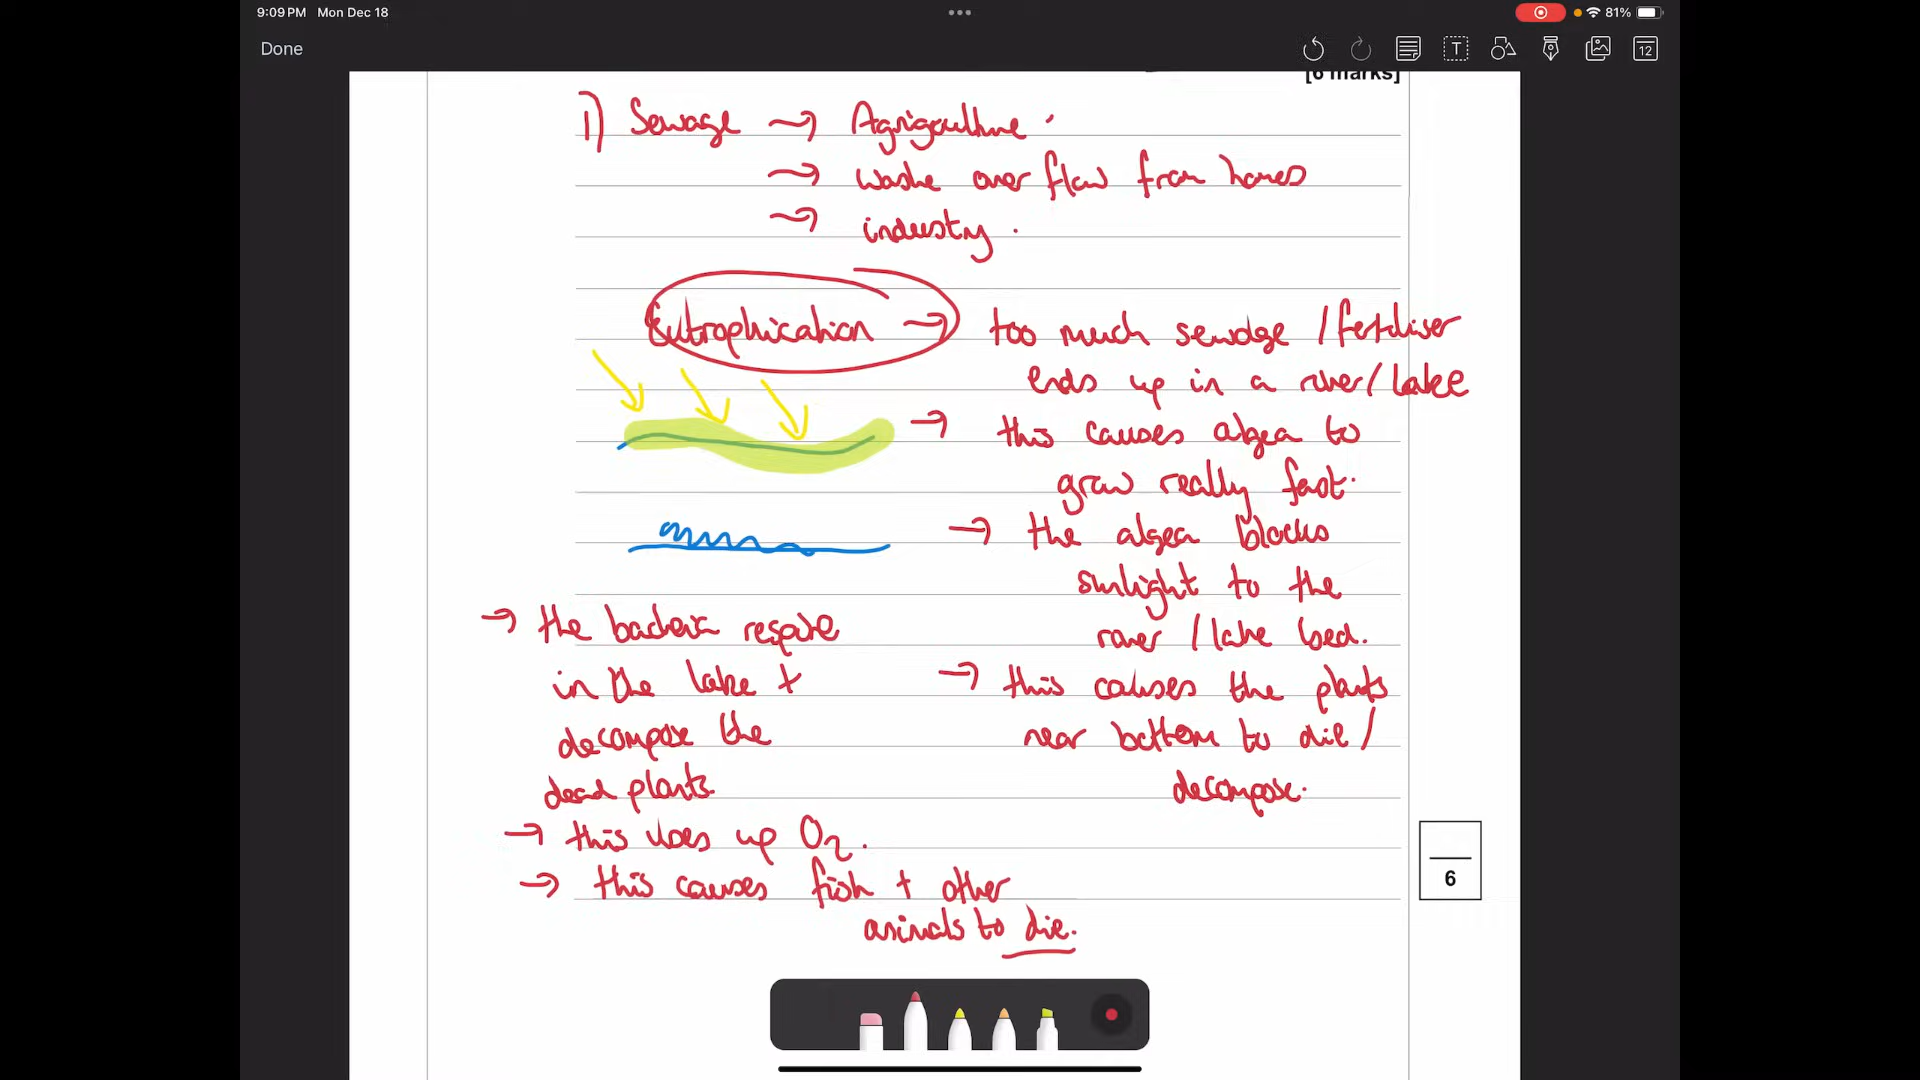 9:09 PM Mon Dec 18
81%
Done
T
12
[6 marks]
1) Sewage → Agrigaulture.
→ waske over flow from homes
→ industry.
Eutrophication → too much sewdge / fertiliser
ends up in a river / lake
→ this causes algea to
grow really fast.
→ the algea blocks
sunlight to the
river / lake bed.
→ this causes the plants
near bottom to die /
decompose.
→ the bacteria respire
in the lake +
decompose the
dead plants
→ this uses up O2.
→ this causes fish + other
animals to die.
6